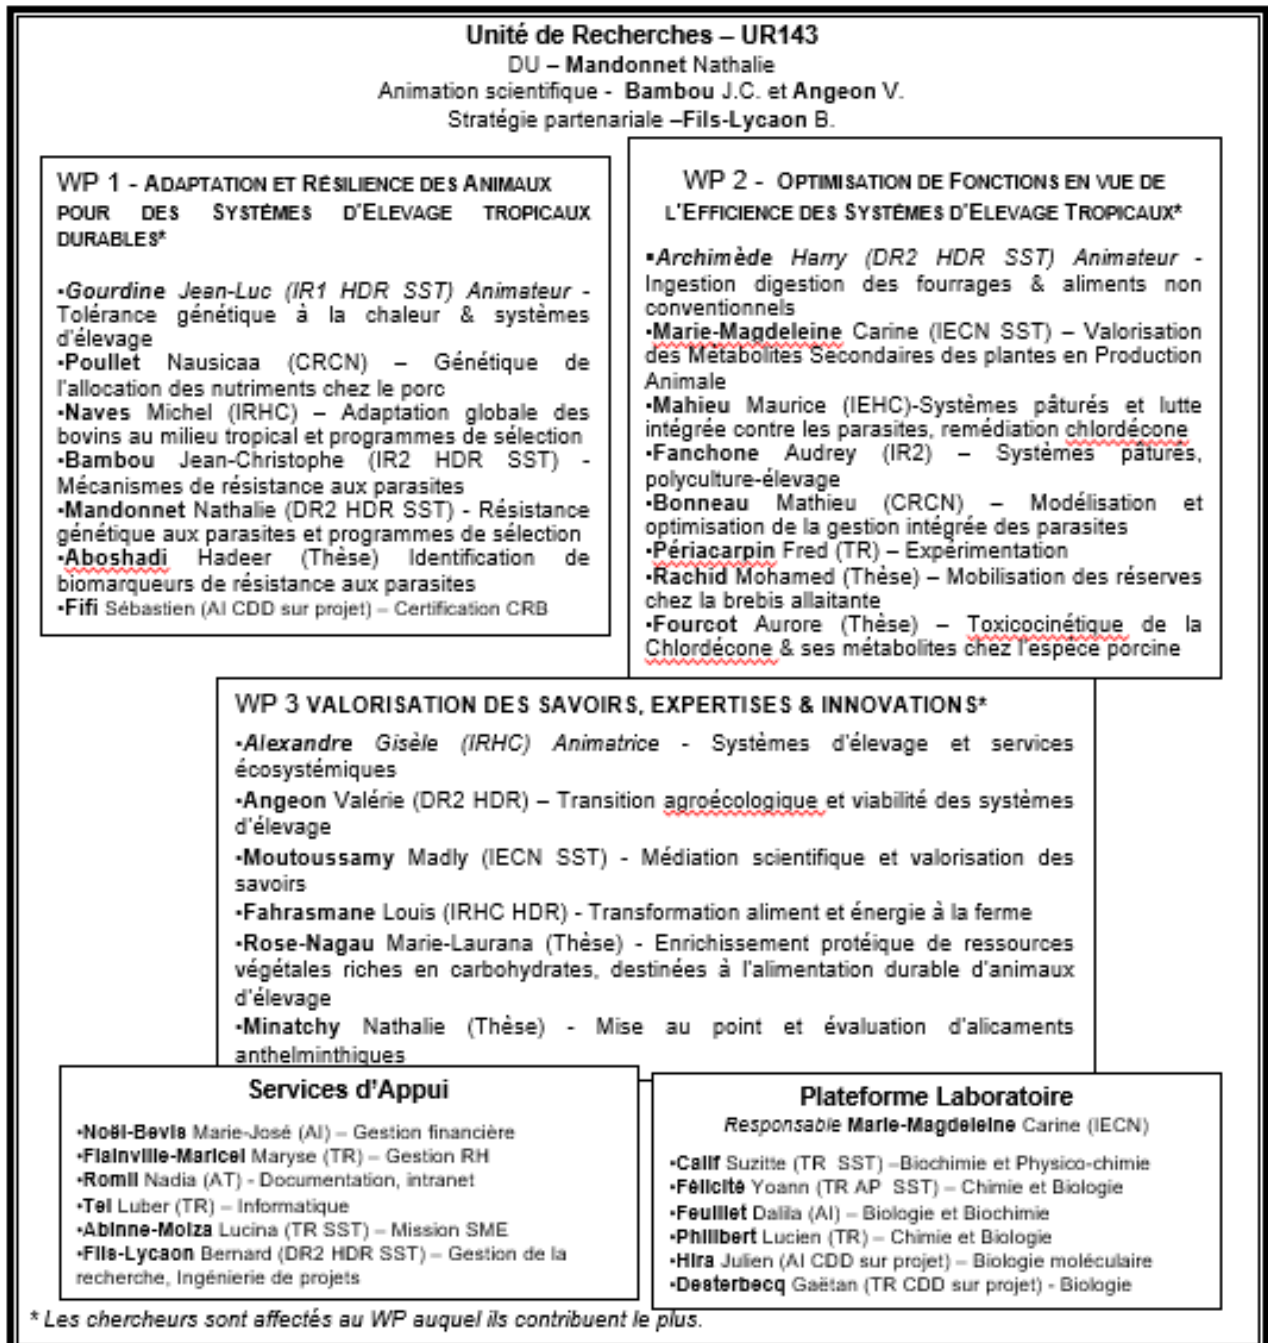 Unité de Recherches – UR143
DU – Mandonnet Nathalie
Animation scientifique - Bambou J.C. et Angeon V.
Stratégie partenariale –Fils-Lycaon B.
WP 1 - ADAPTATION ET RÉSILIENCE DES ANIMAUX
POUR DES SYSTÈMES D'ELEVAGE TROPICAUX
DURABLES*
▪Gourdine Jean-Luc (IR1 HDR SST) Animateur -
Tolérance génétique à la chaleur & systèmes
d'élevage
▪Poullet Nausicaa (CRCN) – Génétique de
l'allocation des nutriments chez le porc
▪Naves Michel (IRHC) – Adaptation globale des
bovins au milieu tropical et programmes de sélection
▪Bambou Jean-Christophe (IR2 HDR SST) -
Mécanismes de résistance aux parasites
▪Mandonnet Nathalie (DR2 HDR SST) - Résistance
génétique aux parasites et programmes de sélection
▪Aboshadi Hadeer (Thèse) Identification de
biomarqueurs de résistance aux parasites
▪Fifi Sébastien (AI CDD sur projet) – Certification CRB
WP 2 - OPTIMISATION DE FONCTIONS EN VUE DE
L'EFFICIENCE DES SYSTÈMES D'ELEVAGE TROPICAUX*
▪Archimède Harry (DR2 HDR SST) Animateur -
Ingestion digestion des fourrages & aliments non
conventionnels
▪Marie-Magdeleine Carine (IECN SST) – Valorisation
des Métabolites Secondaires des plantes en Production
Animale
▪Mahieu Maurice (IEHC)-Systèmes pâturés et lutte
intégrée contre les parasites, remédiation chlordécone
▪Fanchone Audrey (IR2) – Systèmes pâturés,
polyculture-élevage
▪Bonneau Mathieu (CRCN) – Modélisation et
optimisation de la gestion intégrée des parasites
▪Périacarpin Fred (TR) – Expérimentation
▪Rachid Mohamed (Thèse) – Mobilisation des réserves
chez la brebis allaitante
▪Fourcot Aurore (Thèse) – Toxicocinétique de la
Chlordécone & ses métabolites chez l'espèce porcine
WP 3 VALORISATION DES SAVOIRS, EXPERTISES & INNOVATIONS*
▪Alexandre Gisèle (IRHC) Animatrice - Systèmes d'élevage et services
écosystémiques
▪Angeon Valérie (DR2 HDR) – Transition agroécologique et viabilité des systèmes
d'élevage
▪Moutoussamy Madly (IECN SST) - Médiation scientifique et valorisation des
savoirs
▪Fahrasmane Louis (IRHC HDR) - Transformation aliment et énergie à la ferme
▪Rose-Nagau Marie-Laurana (Thèse) - Enrichissement protéique de ressources
végétales riches en carbohydrates, destinées à l'alimentation durable d'animaux
d'élevage
▪Minatchy Nathalie (Thèse) - Mise au point et évaluation d'alicaments
anthelminthiques
Services d'Appui
▪Noël-Bevis Marie-José (AI) – Gestion financière
▪Flainville-Maricel Maryse (TR) – Gestion RH
▪Romil Nadia (AT) - Documentation, intranet
▪Tel Luber (TR) – Informatique
▪Abinne-Moiza Lucina (TR SST) – Mission SME
▪Fils-Lycaon Bernard (DR2 HDR SST) – Gestion de la
recherche, Ingénierie de projets
Plateforme Laboratoire
Responsable Marie-Magdeleine Carine (IECN)
▪Calif Suzitte (TR SST) –Biochimie et Physico-chimie
▪Félicité Yoann (TR AP SST) – Chimie et Biologie
▪Feuillet Dalila (AI) – Biologie et Biochimie
▪Philibert Lucien (TR) – Chimie et Biologie
▪Hira Julien (AI CDD sur projet) – Biologie moléculaire
▪Desterbecq Gaëtan (TR CDD sur projet) - Biologie
* Les chercheurs sont affectés au WP auquel ils contribuent le plus.